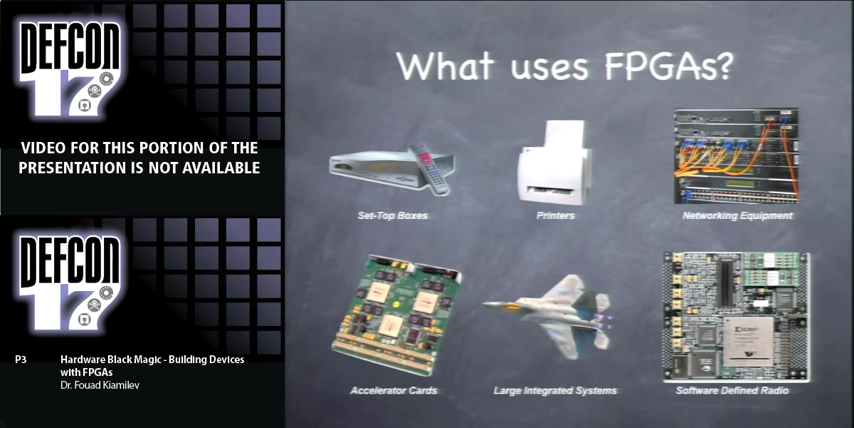 DEFCON
17
VIDEO FOR THIS PORTION OF THE
PRESENTATION IS NOT AVAILABLE
DEFCON
17
P3 Hardware Black Magic - Building Devices
with FPGAs
Dr. Fouad Kiamilev
What uses FPGAs?
Set-Top Boxes
Printers
Networking Equipment
Accelerator Cards
Large Integrated Systems
Software Defined Radio